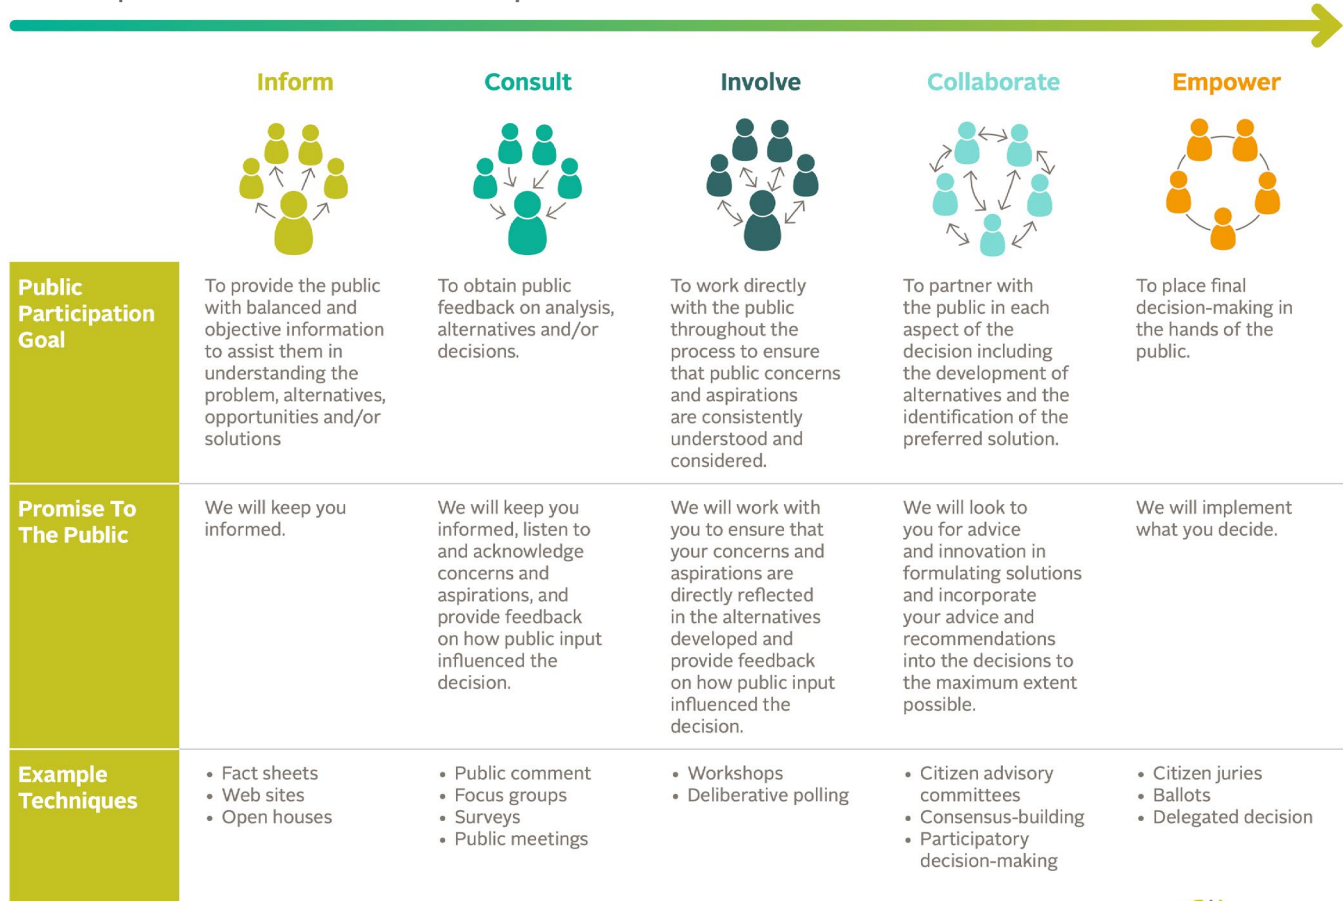 Inform
Consult
Involve
Collaborate
Empower
Public
Participation
Goal
To provide the public
with balanced and
objective information
to assist them in
understanding the
problem, alternatives,
opportunities and/or
solutions
To obtain public
feedback on analysis,
alternatives and/or
decisions.
To work directly
with the public
throughout the
process to ensure
that public concerns
and aspirations
are consistently
understood and
considered.
To partner with
the public in each
aspect of the
decision including
the development of
alternatives and the
identification of the
preferred solution.
To place final
decision-making in
the hands of the
public.
Promise To
The Public
We will keep you
informed.
We will keep you
informed, listen to
and acknowledge
concerns and
aspirations, and
provide feedback
on how public input
influenced the
decision.
We will work with
you to ensure that
your concerns and
aspirations are
directly reflected
in the alternatives
developed and
provide feedback
on how public input
influenced the
decision.
We will look to
you for advice
and innovation in
formulating solutions
and incorporate
your advice and
recommendations
into the decisions to
the maximum extent
possible.
We will implement
what you decide.
Example
Techniques
• Fact sheets
• Web sites
• Open houses
• Public comment
• Focus groups
• Surveys
• Public meetings
• Workshops
• Deliberative polling
• Citizen advisory
committees
• Consensus-building
• Participatory
decision-making
• Citizen juries
• Ballots
• Delegated decision